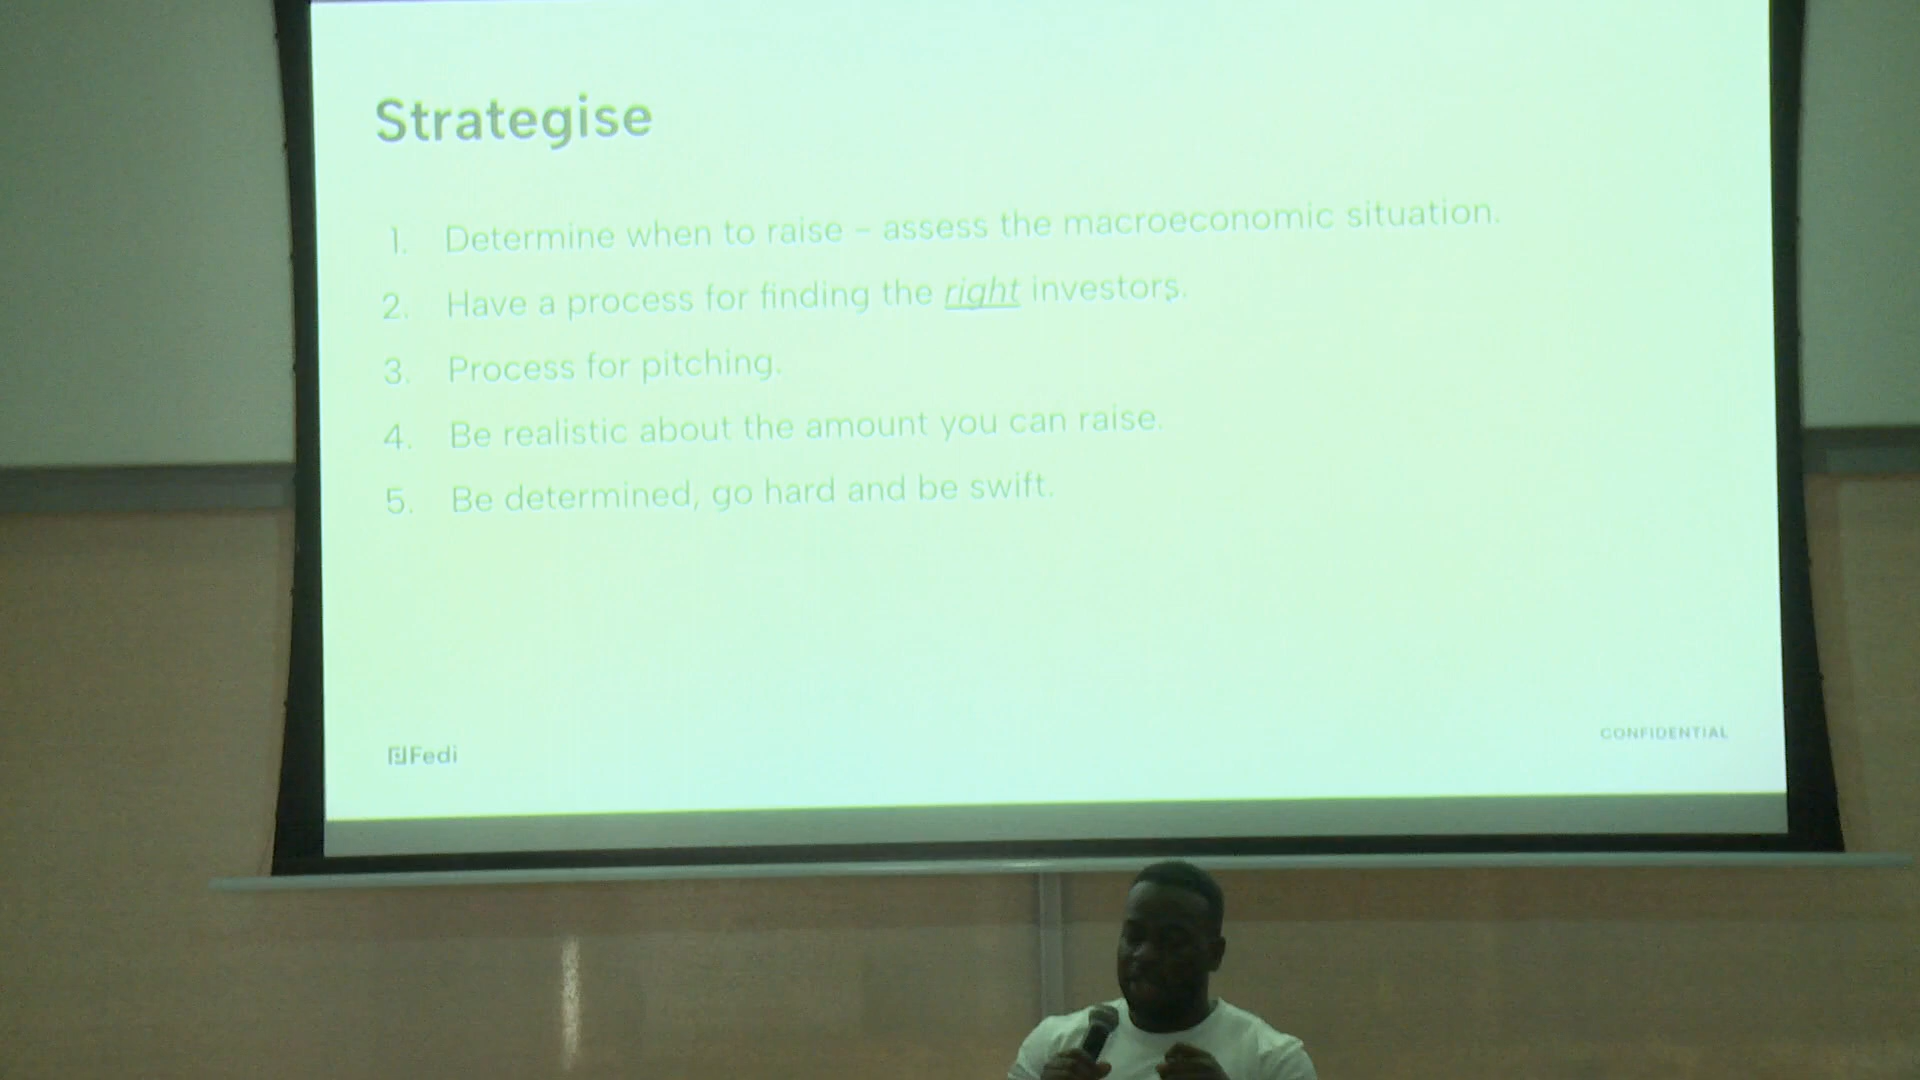 Strategise
1. Determine when to raise – assess the macroeconomic situation.
2. Have a process for finding the right investors.
3. Process for pitching.
4. Be realistic about the amount you can raise.
5. Be determined, go hard and be swift.
Fedi
CONFIDENTIAL